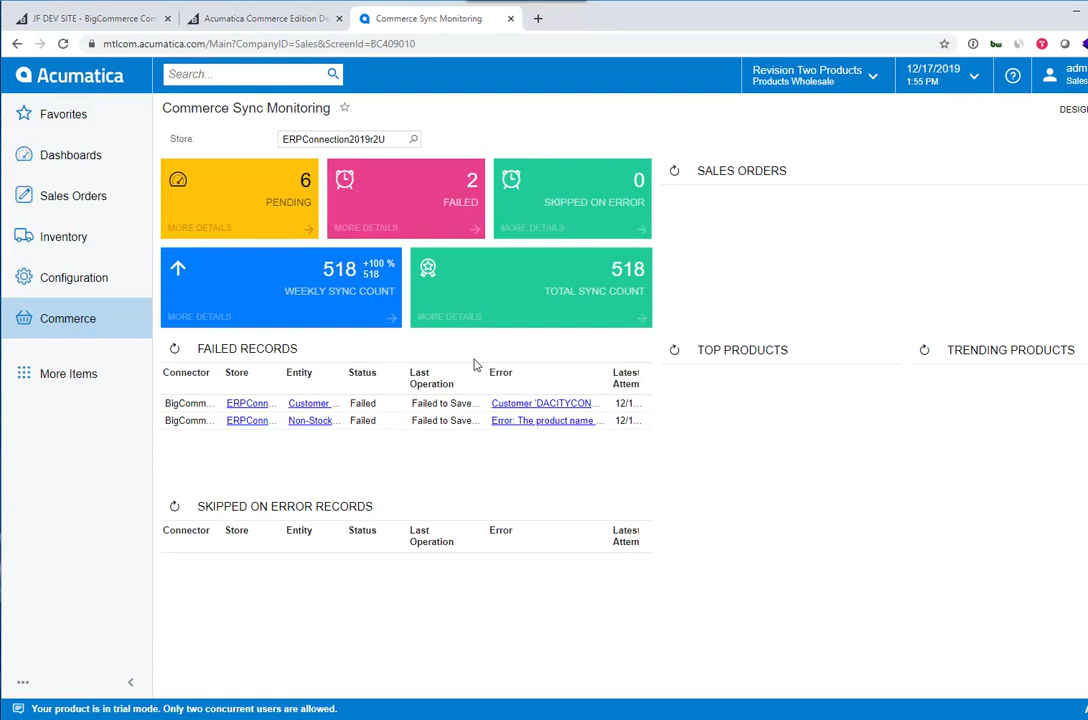 JF DEV SITE - BigCommerce Con
Acumatica Commerce Edition De
Commerce Sync Monitoring
mtlcom.acumatica.com/Main?CompanyID=Sales&ScreenId=BC409010
Acumatica
Search...
Revision Two Products
Products Wholesale
12/17/2019
1:55 PM
adm
Sales
Favorites
Dashboards
Sales Orders
Inventory
Configuration
Commerce
More Items
Commerce Sync Monitoring
DESIGN
Store:
ERPConnection2019r2U
6
PENDING
MORE DETAILS
2
FAILED
MORE DETAILS
0
SKIPPED ON ERROR
MORE DETAILS
518 +100 %
518
WEEKLY SYNC COUNT
MORE DETAILS
518
TOTAL SYNC COUNT
MORE DETAILS
FAILED RECORDS
Connector Store Entity Status Last Operation Error Latest Attem
BigComm... ERPConn... Customer ... Failed Failed to Save... Customer 'DACITYCON... 12/1...
BigComm... ERPConn... Non-Stock... Failed Failed to Save... Error: The product name ... 12/1...
SKIPPED ON ERROR RECORDS
Connector Store Entity Status Last Operation Error Latest Attem
SALES ORDERS
TOP PRODUCTS
TRENDING PRODUCTS
Your product is in trial mode. Only two concurrent users are allowed.